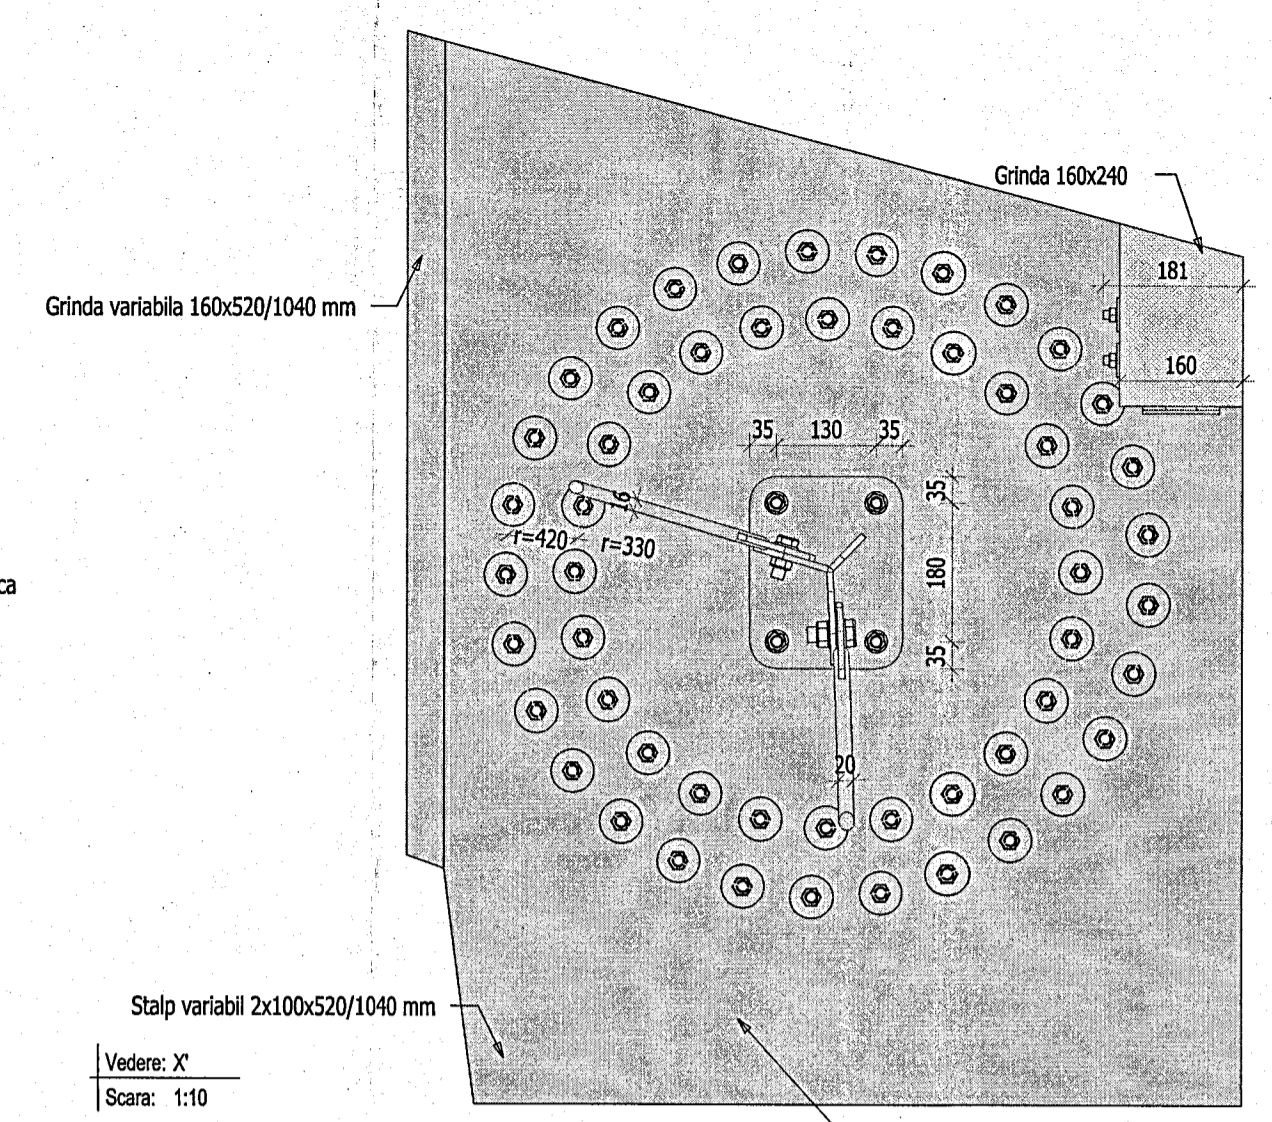 Grinda 160x240
181
Grinda variabila 160x520/1040 mm
160
35 130 35
35
16
r=420
r=330
180
ca
35
20
Stalp variabil 2x100x520/1040 mm
Vedere: X'
Scara: 1:10